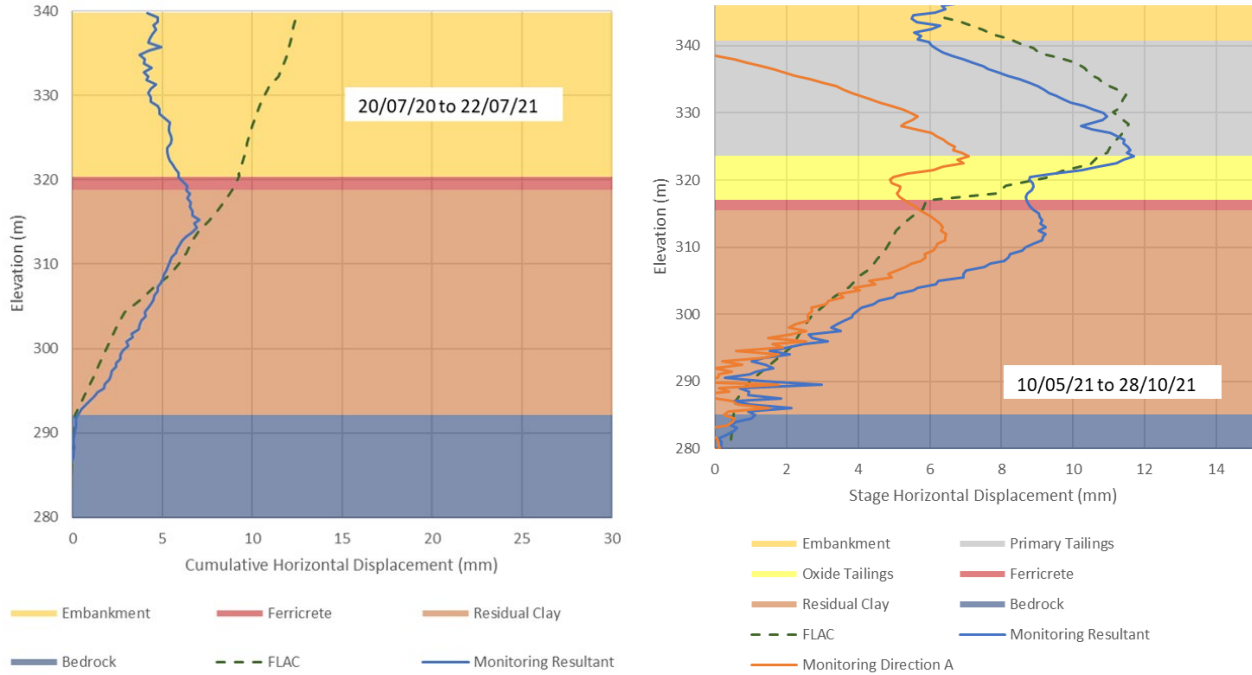 340
330
320
310
300
290
280
Elevation (m)
20/07/20 to 22/07/21
0 5 10 15 20 25 30
Cumulative Horizontal Displacement (mm)
Embankment Ferricrete Residual Clay
Bedrock FLAC Monitoring Resultant
340
330
320
310
300
290
280
Elevation (m)
10/05/21 to 28/10/21
0 2 4 6 8 10 12 14
Stage Horizontal Displacement (mm)
Embankment Primary Tailings
Oxide Tailings Ferricrete
Residual Clay Bedrock
FLAC Monitoring Resultant
Monitoring Direction A